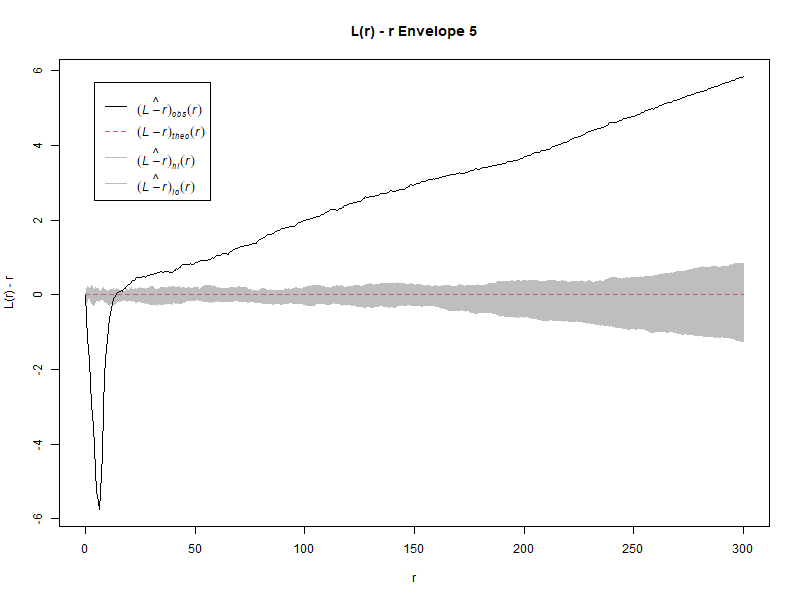 L(r) - r Envelope 5
(L^−r)obs(r)
(L−r)theo(r)
(L^−r)hi(r)
(L^−r)lo(r)
L(r) - r
6
4
2
0
-2
-4
-6
0 50 100 150 200 250 300
r